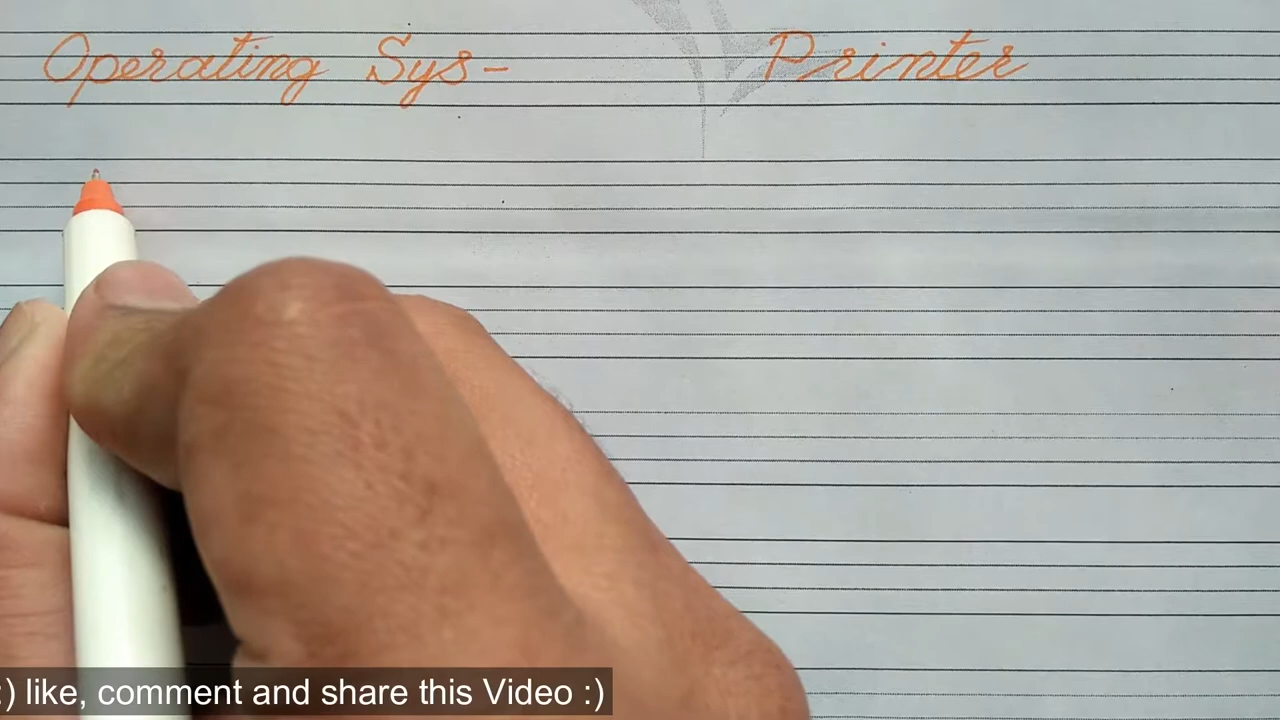 Operating Sys- Printer
:) like, comment and share this Video :)